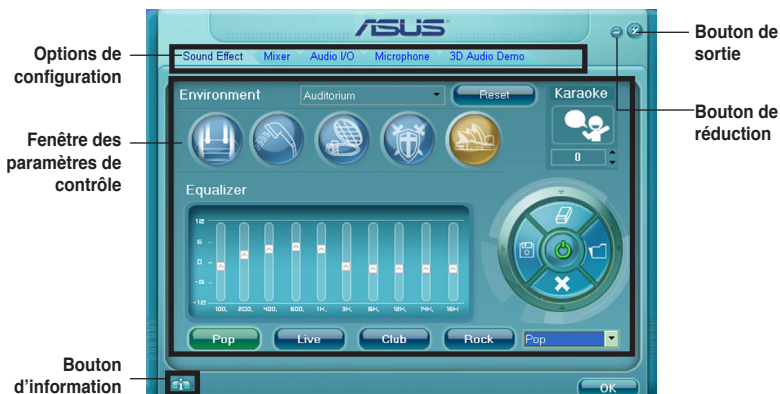 ASUS
Options de
configuration
Sound Effect Mixer Audio I/O Microphone 3D Audio Demo
Bouton de
sortie
Bouton de
réduction
Fenêtre des
paramètres de
contrôle
Environment Auditorium Reset Karaoke
0
Equalizer
12
6
0
-6
-12
100, 200, 400, 600, 1K, 3K, 6K, 12K, 14K, 16K
Pop Live Club Rock Pop
Bouton
d'information
OK